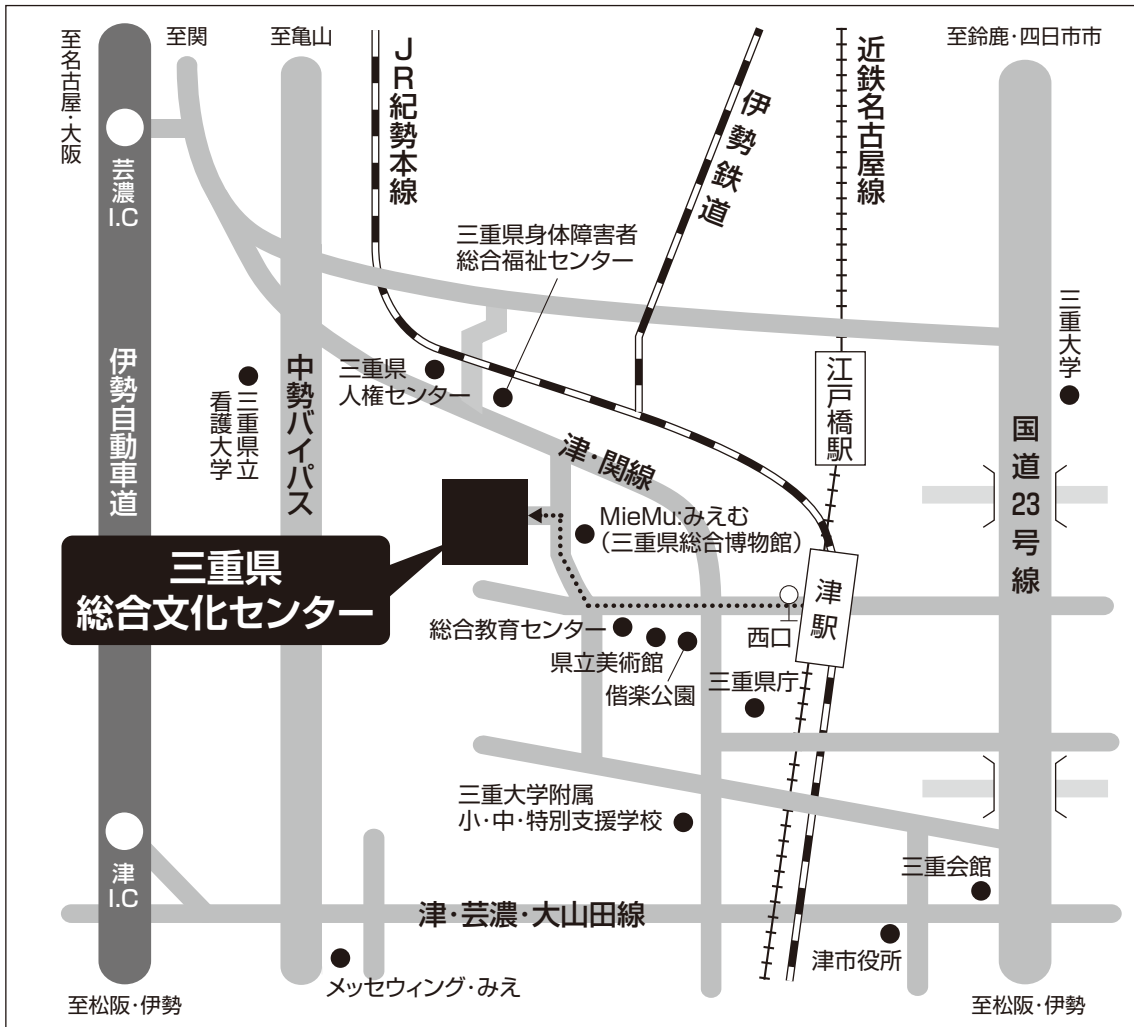 至名古屋・大阪
至関
至亀山
JR紀勢本線
伊勢鉄道
近鉄名古屋線
至鈴鹿・四日市市
芸濃
I.C
三重県身体障害者
総合福祉センター
三重大学
伊勢自動車道
三重県立
看護大学
中勢バイパス
三重県
人権センター
江戸橋駅
津・関線
国道23号線
MieMu:みえむ
（三重県総合博物館）
三重県
総合文化センター
津駅
西口
総合教育センター
県立美術館
偕楽公園
三重県庁
三重大学附属
小・中・特別支援学校
津
I.C
三重会館
津・芸濃・大山田線
津市役所
メッセウィング・みえ
至松阪・伊勢
至松阪・伊勢